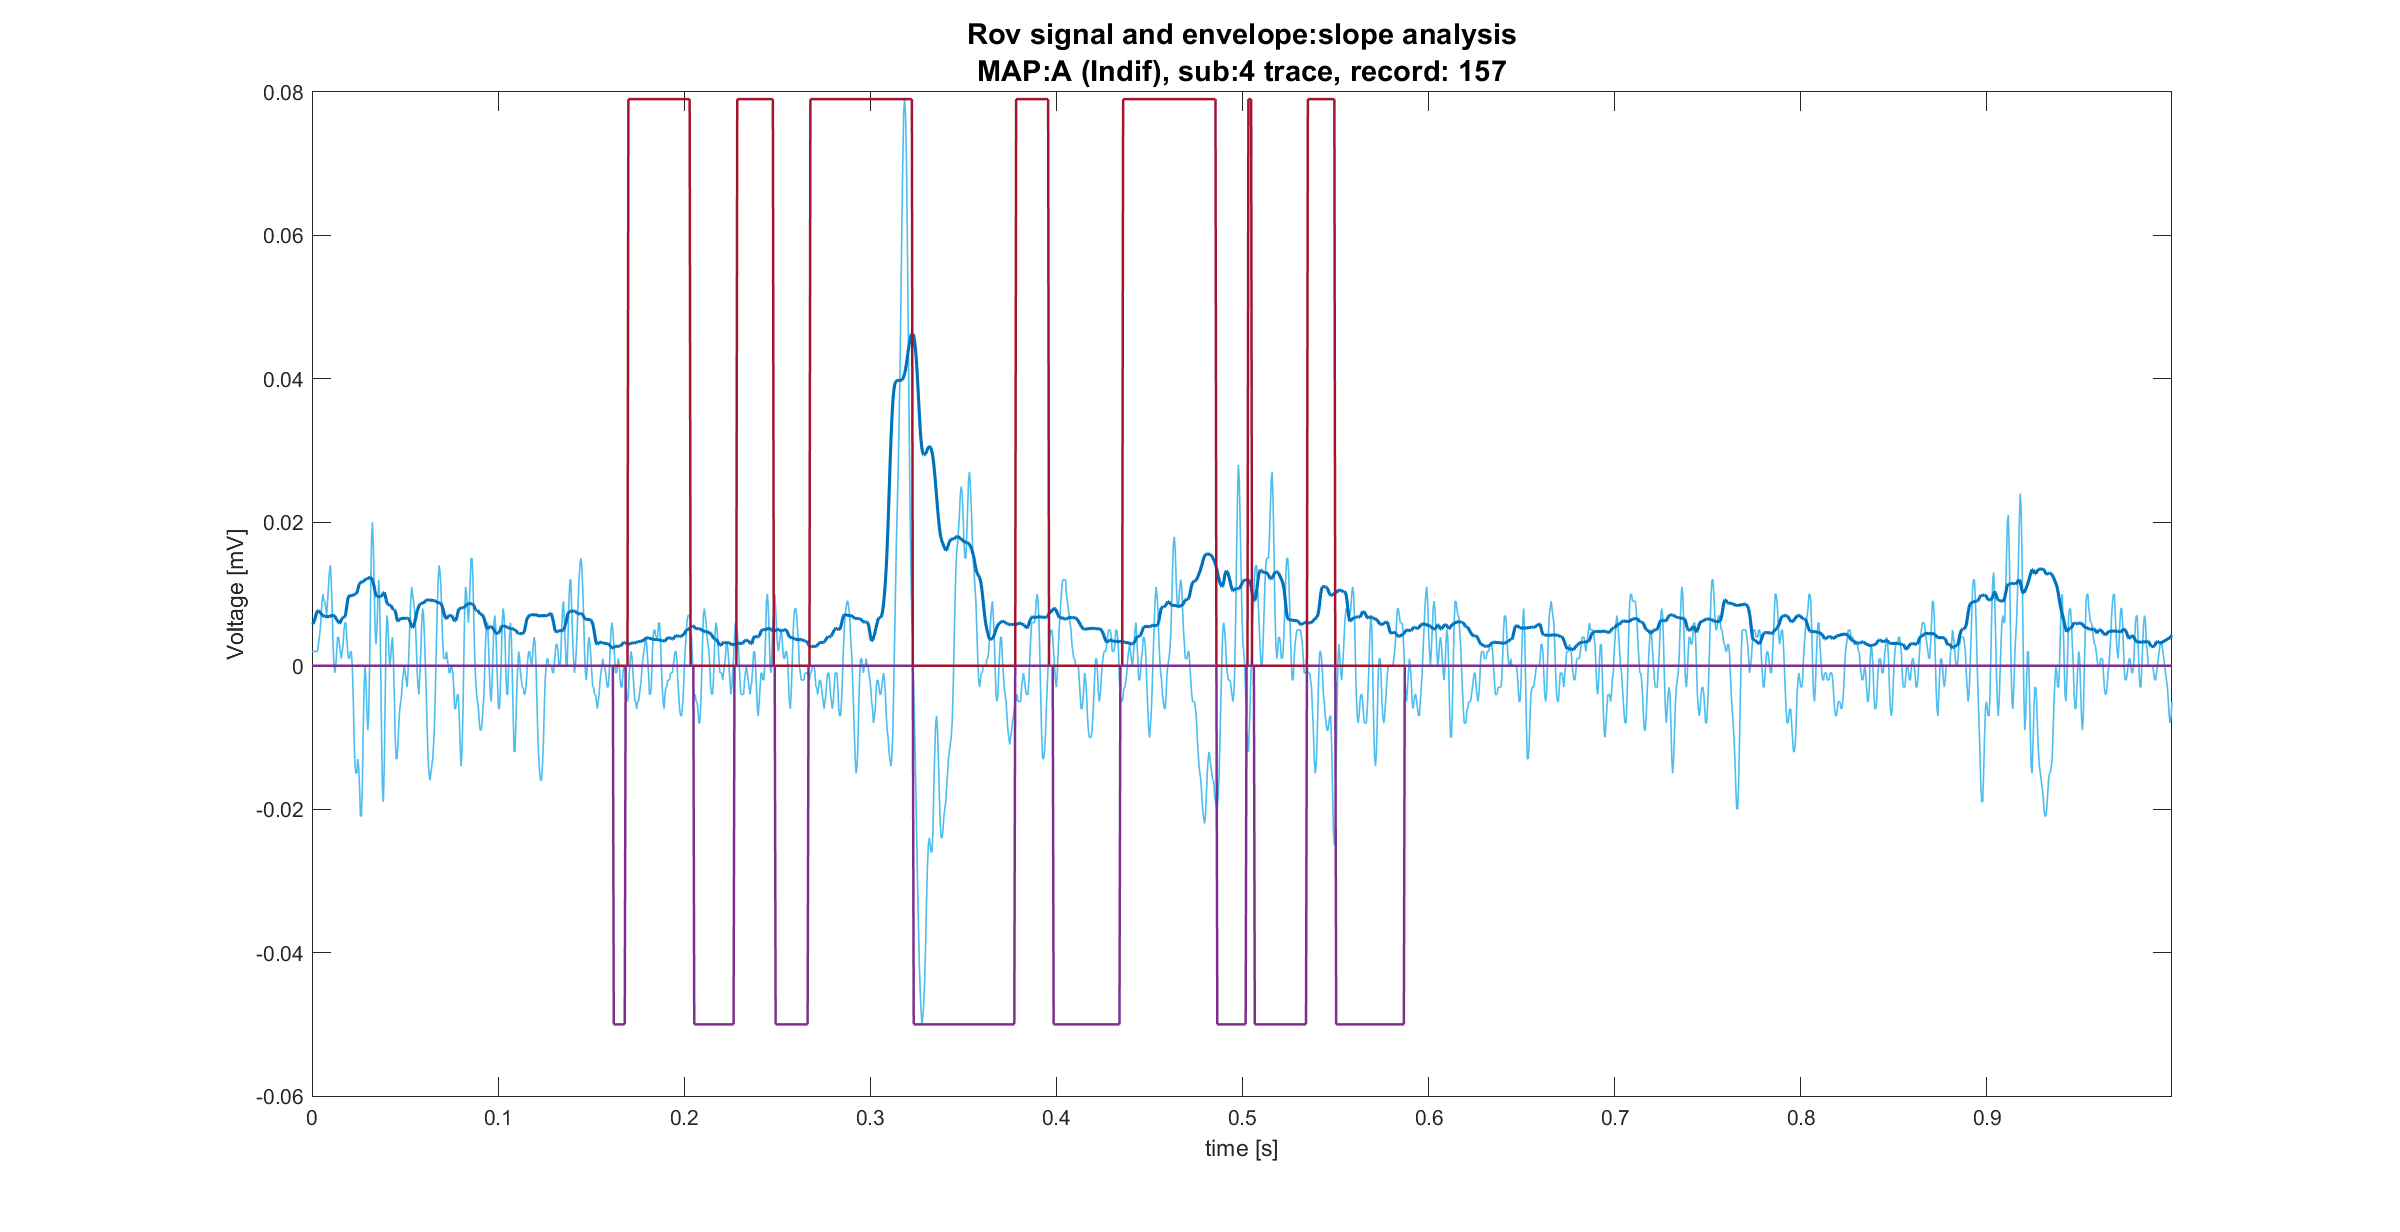 Rov signal and envelope:slope analysis
MAP:A (Indif), sub:4 trace, record: 157
0.08
0.06
0.04
0.02
0
-0.02
-0.04
-0.06
Voltage [mV]
0 0.1 0.2 0.3 0.4 0.5 0.6 0.7 0.8 0.9
time [s]